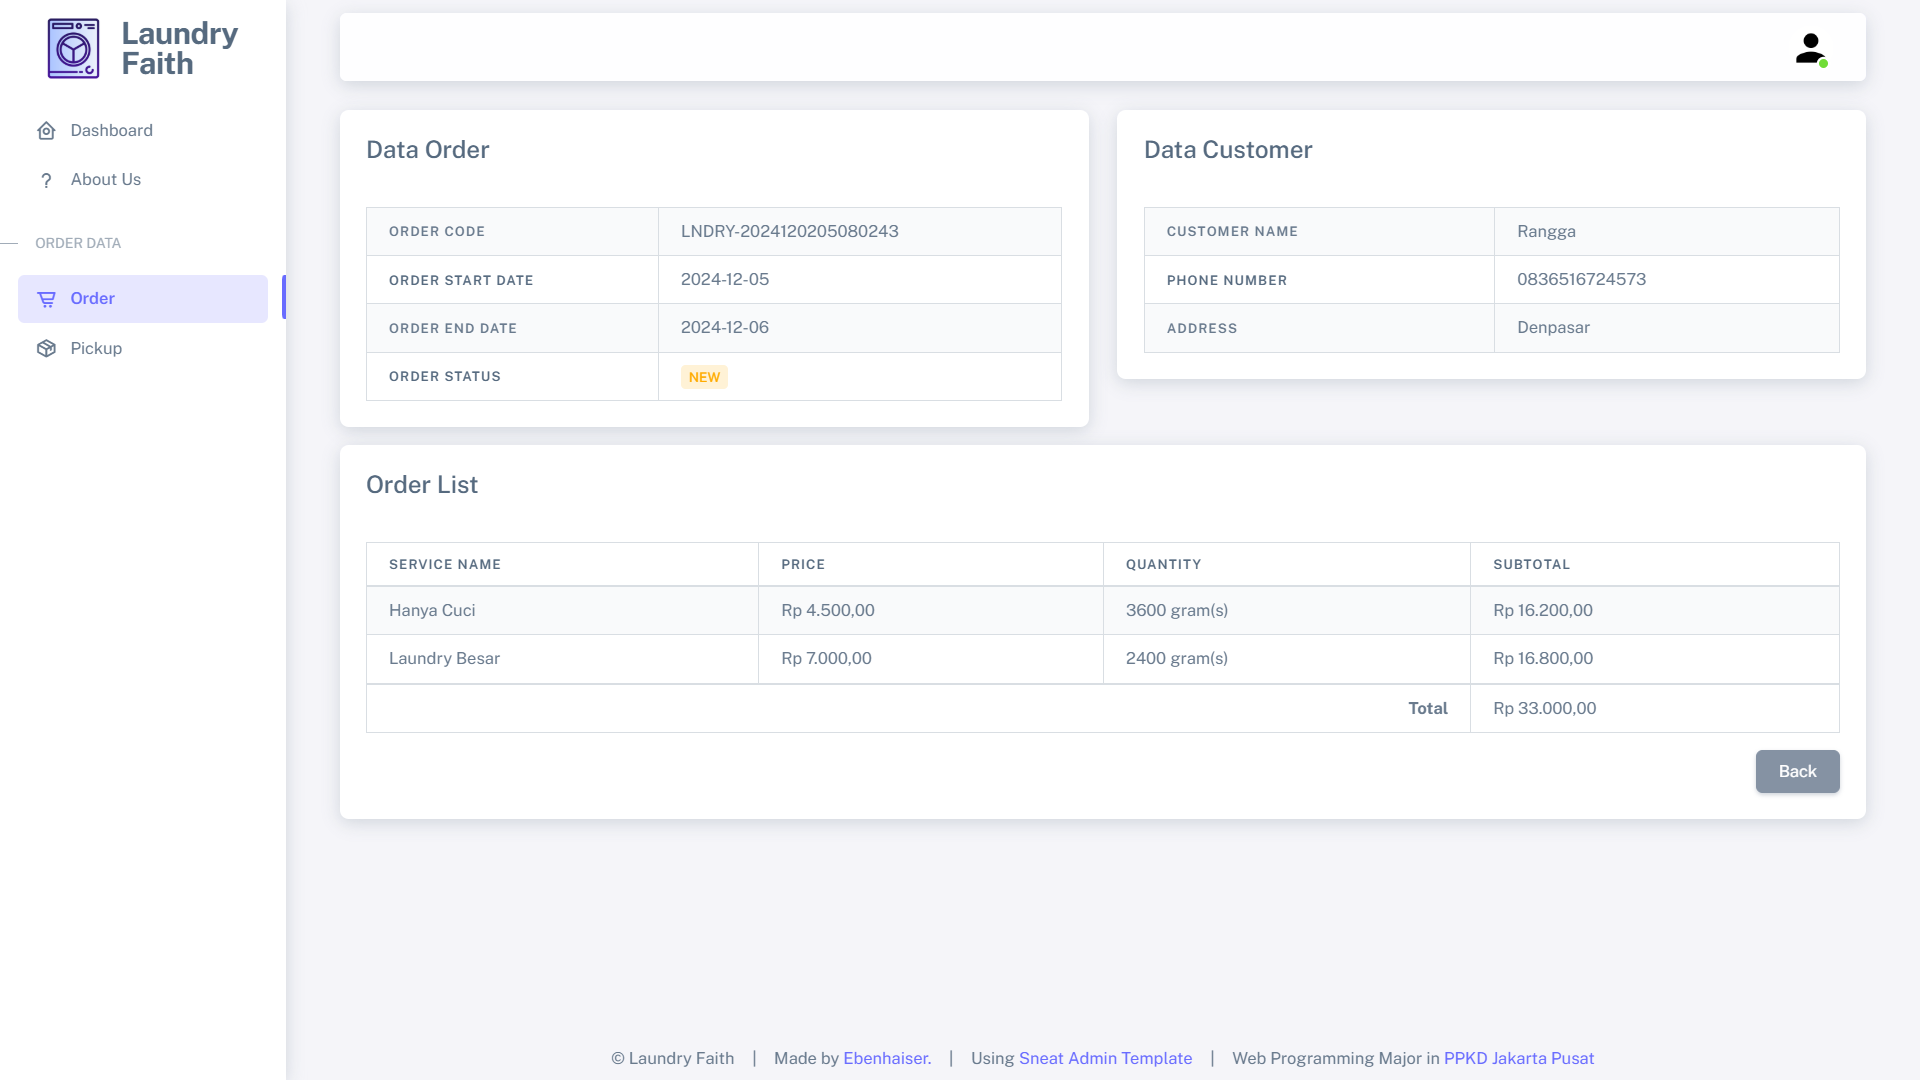 Laundry
Faith
Dashboard
? About Us
ORDER DATA
Order
Pickup
Data Order
ORDER CODE LNDRY-2024120205080243
ORDER START DATE 2024-12-05
ORDER END DATE 2024-12-06
ORDER STATUS NEW
Data Customer
CUSTOMER NAME Rangga
PHONE NUMBER 0836516724573
ADDRESS Denpasar
Order List
SERVICE NAME PRICE QUANTITY SUBTOTAL
Hanya Cuci Rp 4.500,00 3600 gram(s) Rp 16.200,00
Laundry Besar Rp 7.000,00 2400 gram(s) Rp 16.800,00
Total Rp 33.000,00
Back
© Laundry Faith | Made by Ebenhaiser. | Using Sneat Admin Template | Web Programming Major in PPKD Jakarta Pusat